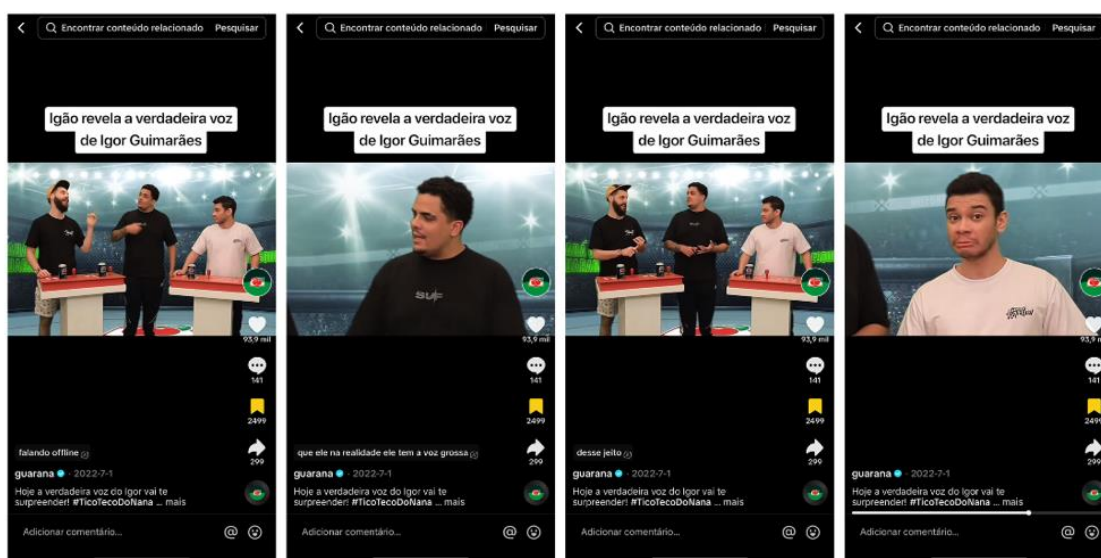 Encontrar conteúdo relacionado Pesquisar
Igão revela a verdadeira voz
de Igor Guimarães
SUF
93,9 mil
141
2499
falando offline
299
guarana · 2022-7-1
Hoje a verdadeira voz do Igor vai te
surpreender! #TicoTecoDoNana ... mais
Adicionar comentário...
Encontrar conteúdo relacionado Pesquisar
Igão revela a verdadeira voz
de Igor Guimarães
SUF
93,9 mil
141
2499
que ele na realidade ele tem a voz grossa
299
guarana · 2022-7-1
Hoje a verdadeira voz do Igor vai te
surpreender! #TicoTecoDoNana ... mais
Adicionar comentário...
Encontrar conteúdo relacionado Pesquisar
Igão revela a verdadeira voz
de Igor Guimarães
93,9 mil
141
2499
desse jeito
299
guarana · 2022-7-1
Hoje a verdadeira voz do Igor vai te
surpreender! #TicoTecoDoNana ... mais
Adicionar comentário...
Encontrar conteúdo relacionado Pesquisar
Igão revela a verdadeira voz
de Igor Guimarães
93,9 m
141
2499
299
guarana · 2022-7-1
Hoje a verdadeira voz do Igor vai te
surpreender! #TicoTecoDoNana ... mais
Adicionar comentário...